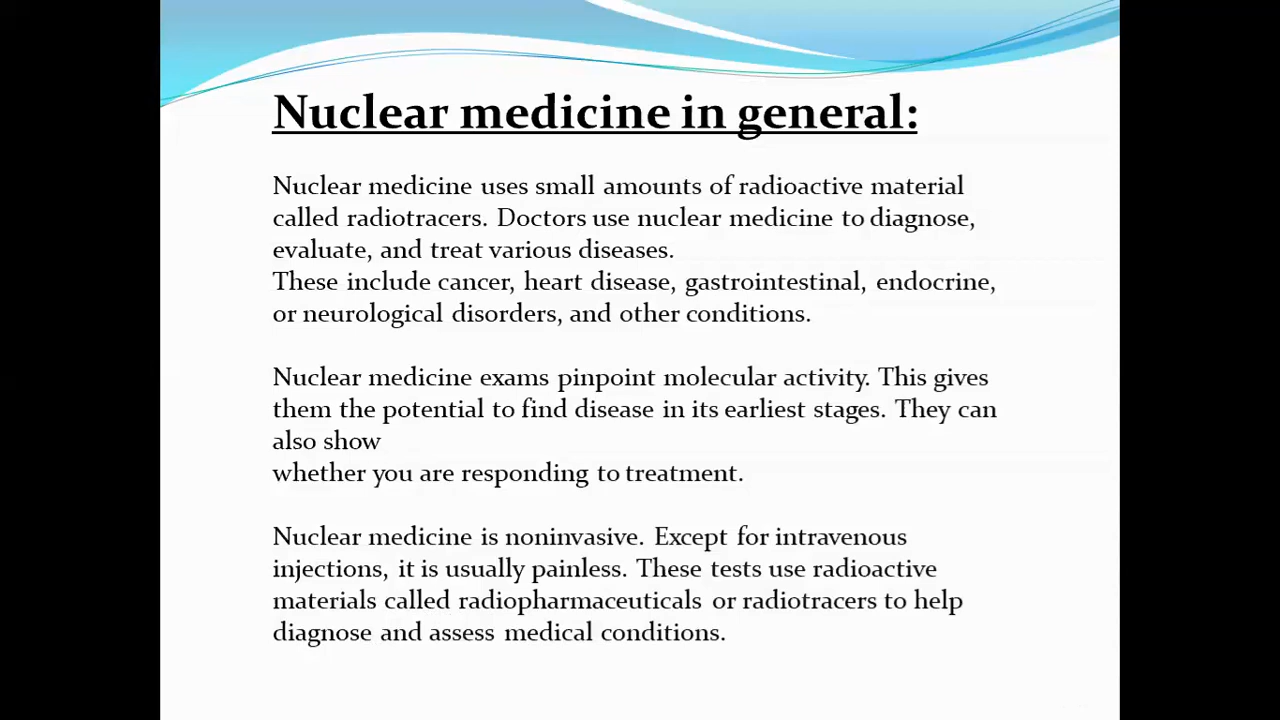 Nuclear medicine in general:
Nuclear medicine uses small amounts of radioactive material
called radiotracers. Doctors use nuclear medicine to diagnose,
evaluate, and treat various diseases.
These include cancer, heart disease, gastrointestinal, endocrine,
or neurological disorders, and other conditions.
Nuclear medicine exams pinpoint molecular activity. This gives
them the potential to find disease in its earliest stages. They can
also show
whether you are responding to treatment.
Nuclear medicine is noninvasive. Except for intravenous
injections, it is usually painless. These tests use radioactive
materials called radiopharmaceuticals or radiotracers to help
diagnose and assess medical conditions.